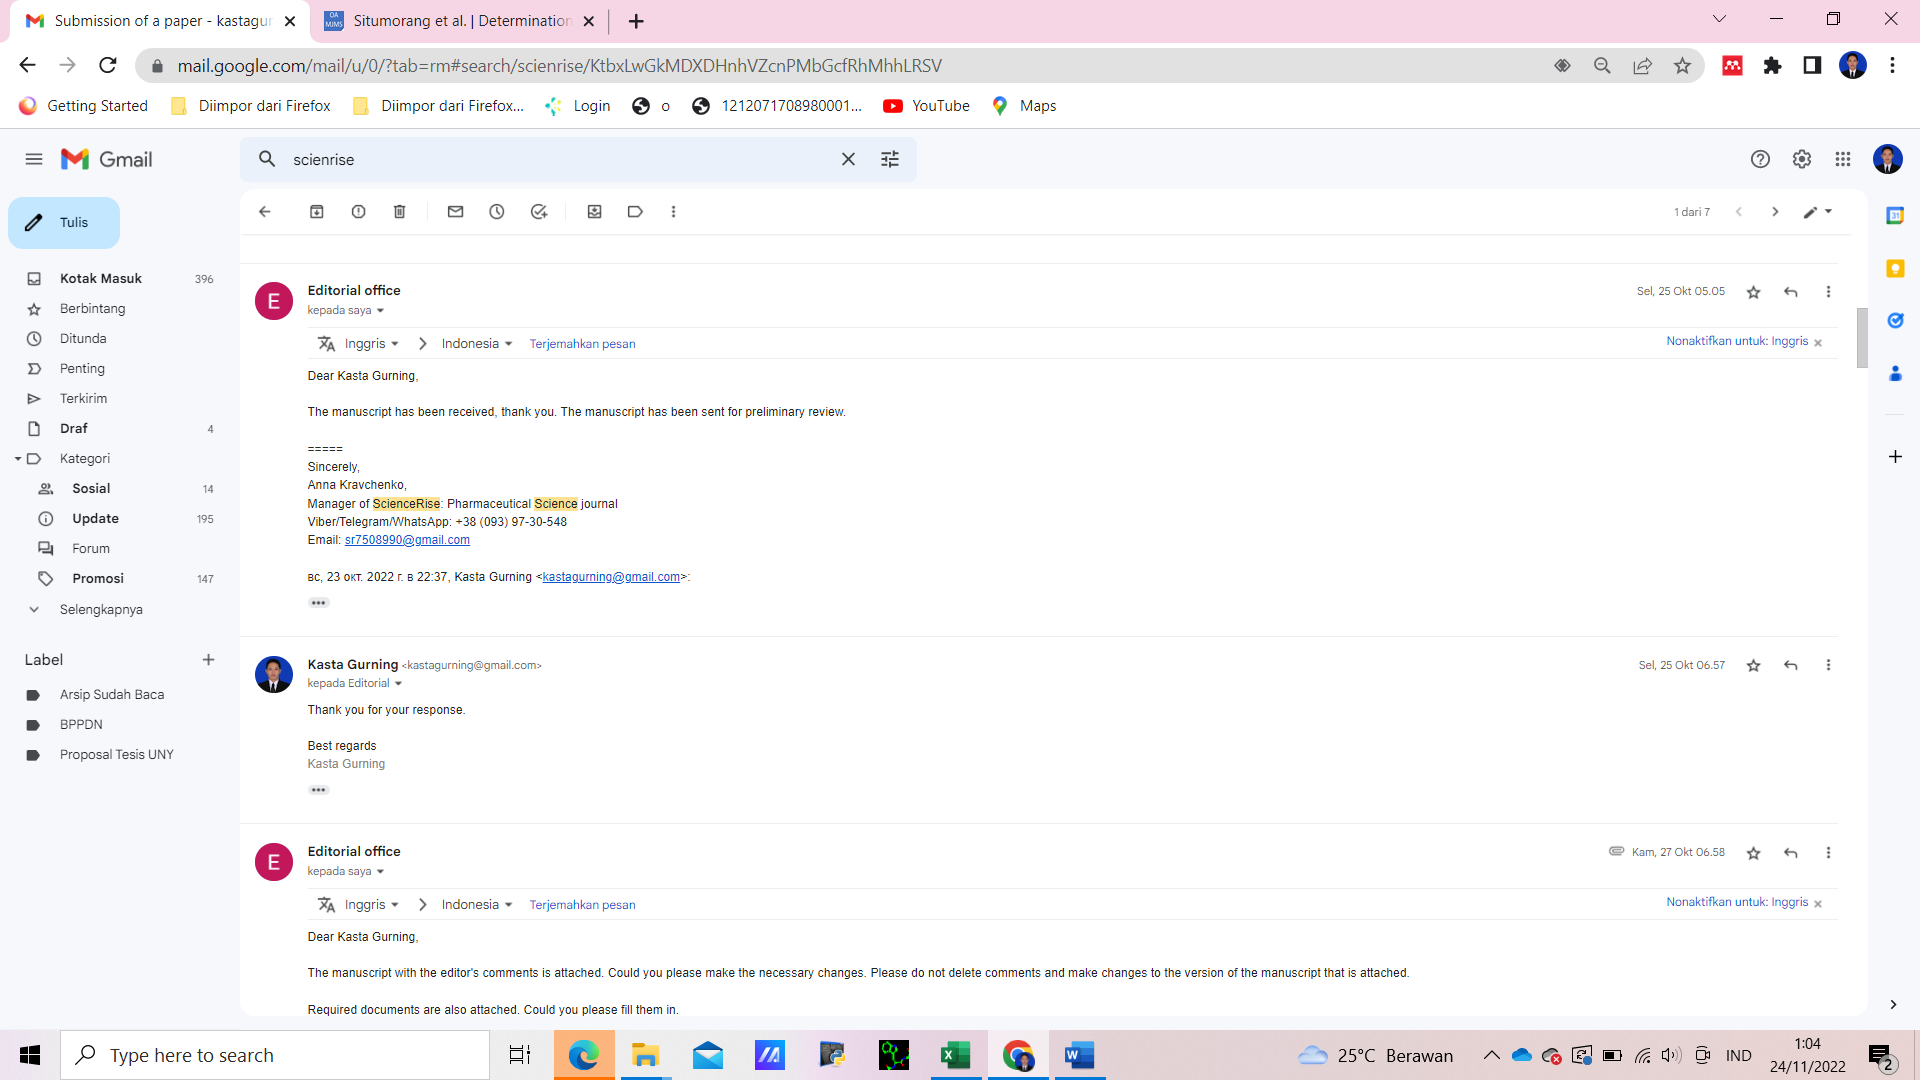 Submission of a paper - kastagur
Situmorang et al. | Determination
mail.google.com/mail/u/0/?tab=rm#search/scienrise/KtbxLwGkMDXDHnhVZcnPMbGcfRhMhhLRSV
Getting Started
Diimpor dari Firefox
Diimpor dari Firefox...
Login
o
1212071708980001...
YouTube
Maps
Gmail
scienrise
Tulis
1 dari 7
Kotak Masuk 396
Berbintang
Ditunda
Penting
Terkirim
Draf 4
Kategori
Sosial 14
Update 195
Forum
Promosi 147
Selengkapnya
Label
Arsip Sudah Baca
BPPDN
Proposal Tesis UNY
E
Editorial office
Sel, 25 Okt 05.05
kepada saya
Inggris Indonesia Terjemahkan pesan
Nonaktifkan untuk: Inggris
Dear Kasta Gurning,
The manuscript has been received, thank you. The manuscript has been sent for preliminary review.
=====
Sincerely,
Anna Kravchenko,
Manager of ScienceRise: Pharmaceutical Science journal
Viber/Telegram/WhatsApp: +38 (093) 97-30-548
Email: sr7508990@gmail.com
вс, 23 окт. 2022 г. в 22:37, Kasta Gurning <kastagurning@gmail.com>:
Kasta Gurning <kastagurning@gmail.com>
Sel, 25 Okt 06.57
kepada Editorial
Thank you for your response.
Best regards
Kasta Gurning
E
Editorial office
Kam, 27 Okt 06.58
kepada saya
Inggris Indonesia Terjemahkan pesan
Nonaktifkan untuk: Inggris
Dear Kasta Gurning,
The manuscript with the editor's comments is attached. Could you please make the necessary changes. Please do not delete comments and make changes to the version of the manuscript that is attached.
Required documents are also attached. Could you please fill them in.
Type here to search
25°C Berawan
IND
1:04
24/11/2022
2